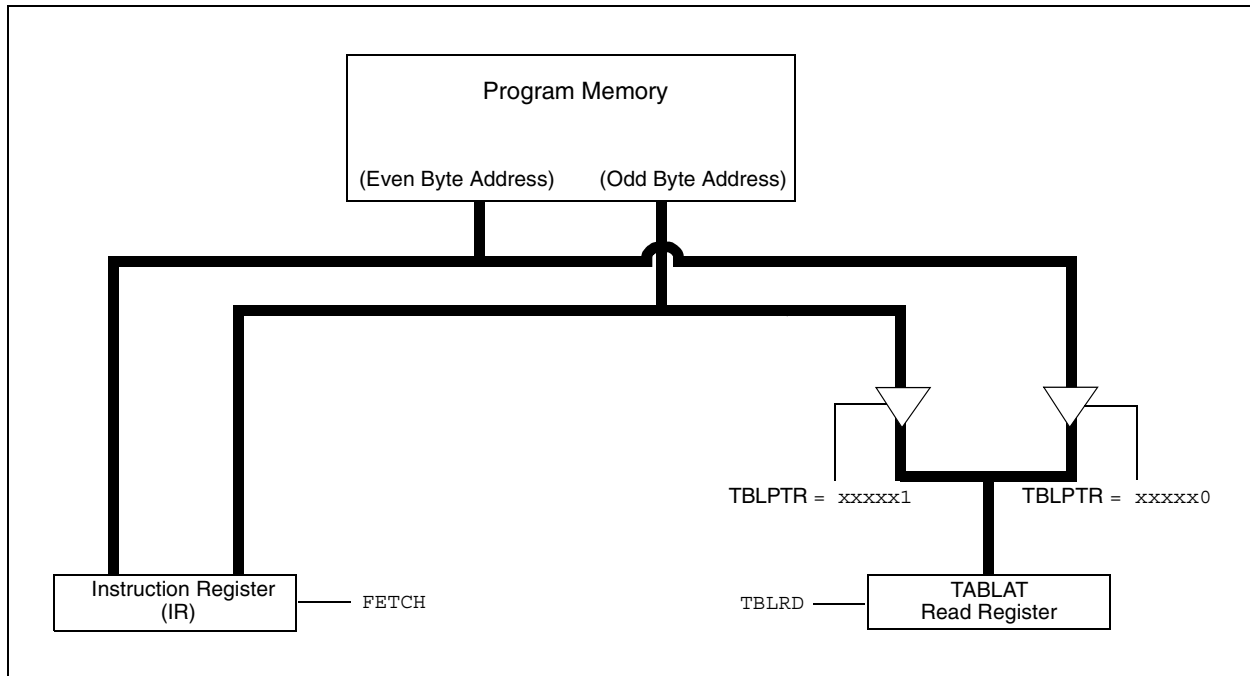 Program Memory
(Even Byte Address) (Odd Byte Address)
TBLPTR = xxxxx1
TBLPTR = xxxxx0
Instruction Register
(IR)
FETCH
TBLRD
TABLAT
Read Register